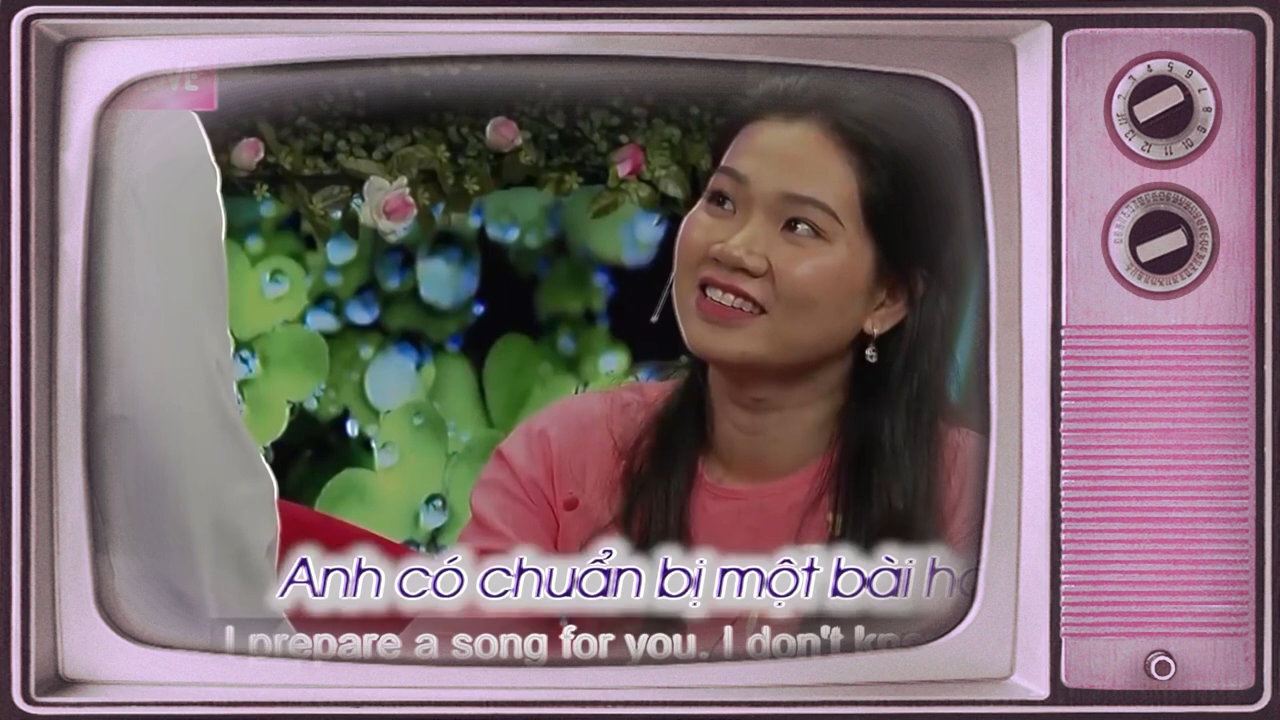 Anh có chuẩn bị một bài
I prepare a song for you. I don't